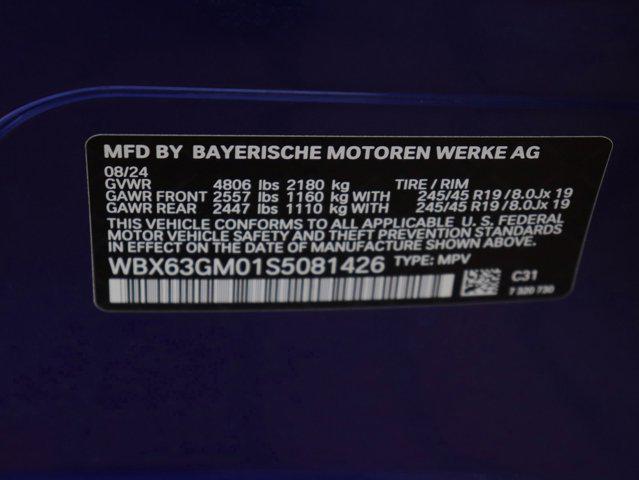 MFD BY BAYERISCHE MOTOREN WERKE AG
08/24
GVWR 4806 lbs 2180 kg TIRE / RIM
GAWR FRONT 2557 lbs 1160 kg WITH 245/45 R19 / 8.0Jx 19
GAWR REAR 2447 lbs 1110 kg WITH 245/45 R19 / 8.0Jx 19
THIS VEHICLE CONFORMS TO ALL APPLICABLE U. S. FEDERAL
MOTOR VEHICLE SAFETY AND THEFT PREVENTION STANDARDS
IN EFFECT ON THE DATE OF MANUFACTURE SHOWN ABOVE.
WBX63GM01S5081426 TYPE: MPV
C31
7 320 730